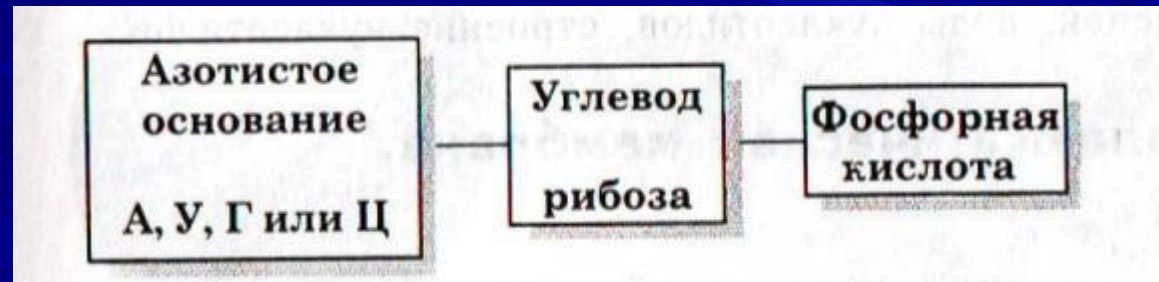 Азотистое
основание
А, У, Г или Ц
Углевод
рибоза
Фосфорная
кислота